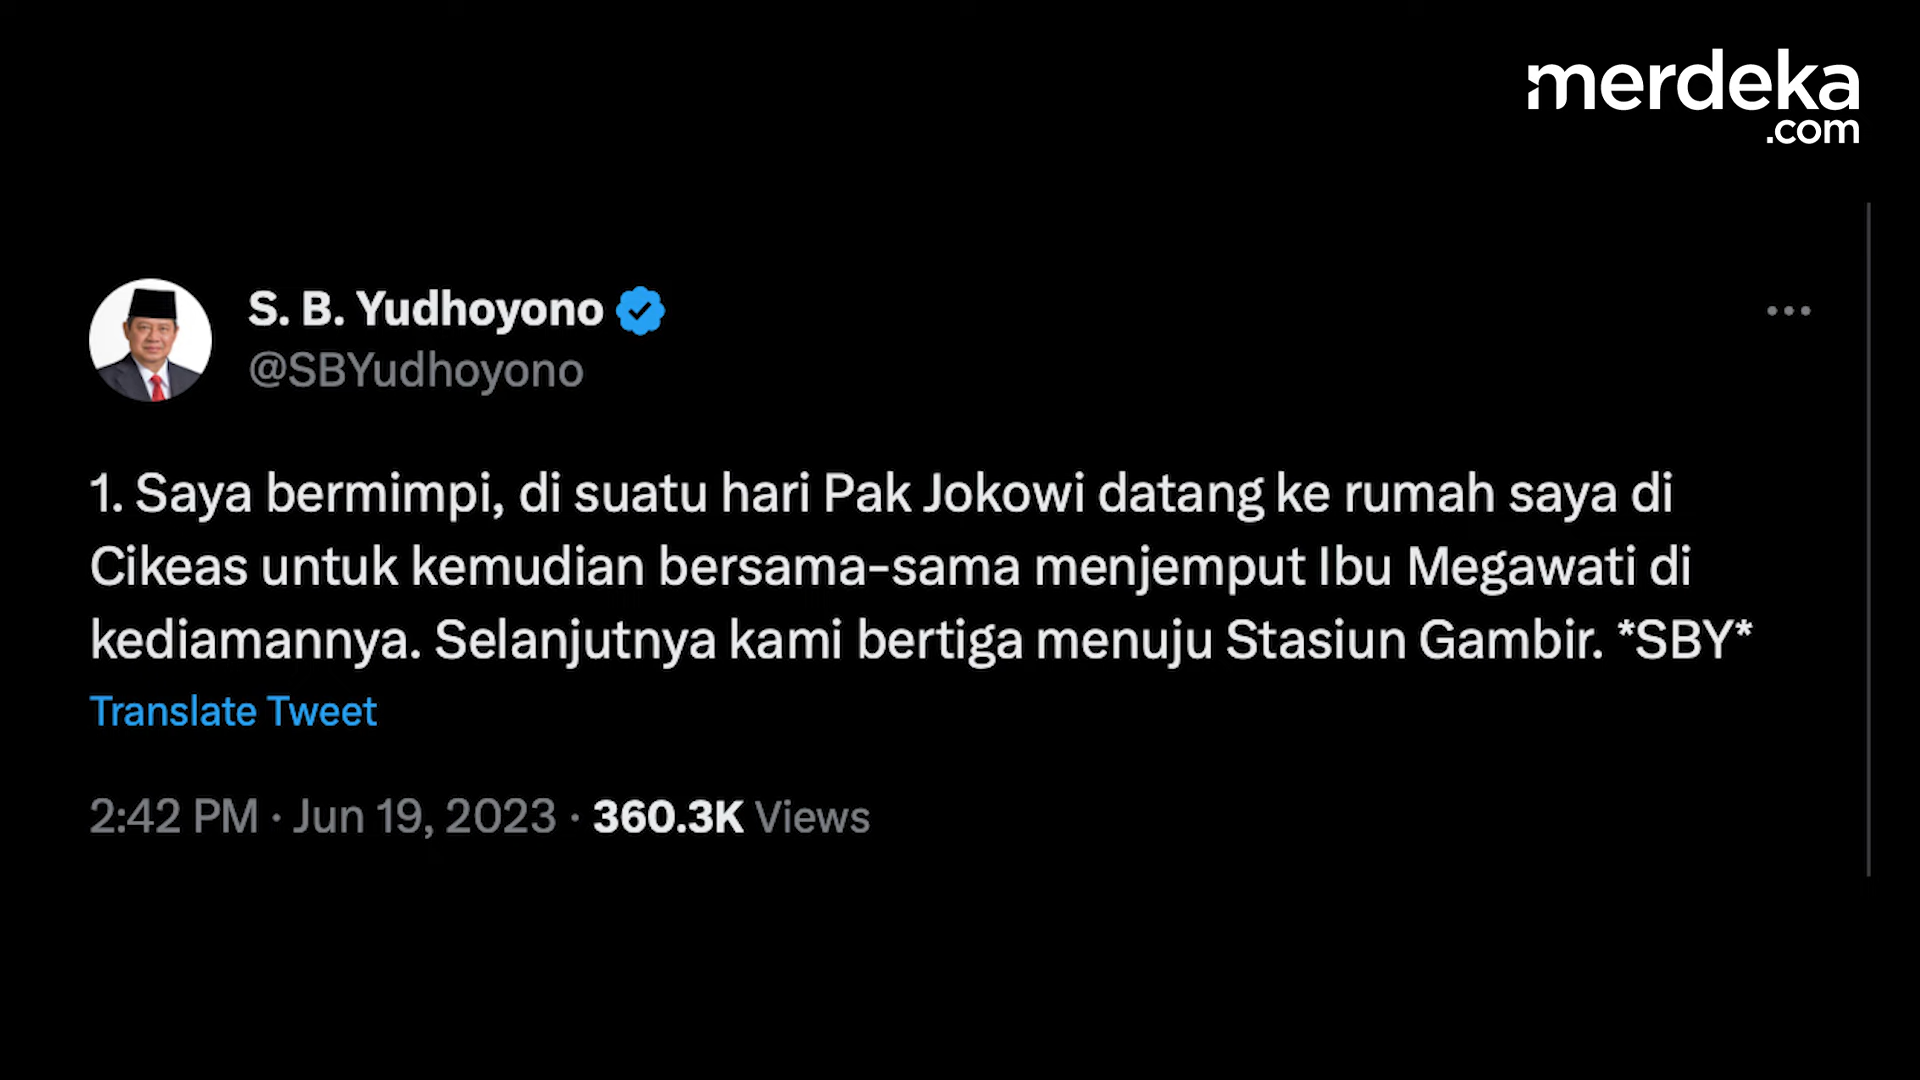 merdeka
.com
S. B. Yudhoyono
@SBYudhoyono
1. Saya bermimpi, di suatu hari Pak Jokowi datang ke rumah saya di
Cikeas untuk kemudian bersama-sama menjemput Ibu Megawati di
kediamannya. Selanjutnya kami bertiga menuju Stasiun Gambir. *SBY*
Translate Tweet
2:42 PM · Jun 19, 2023 · 360.3K Views